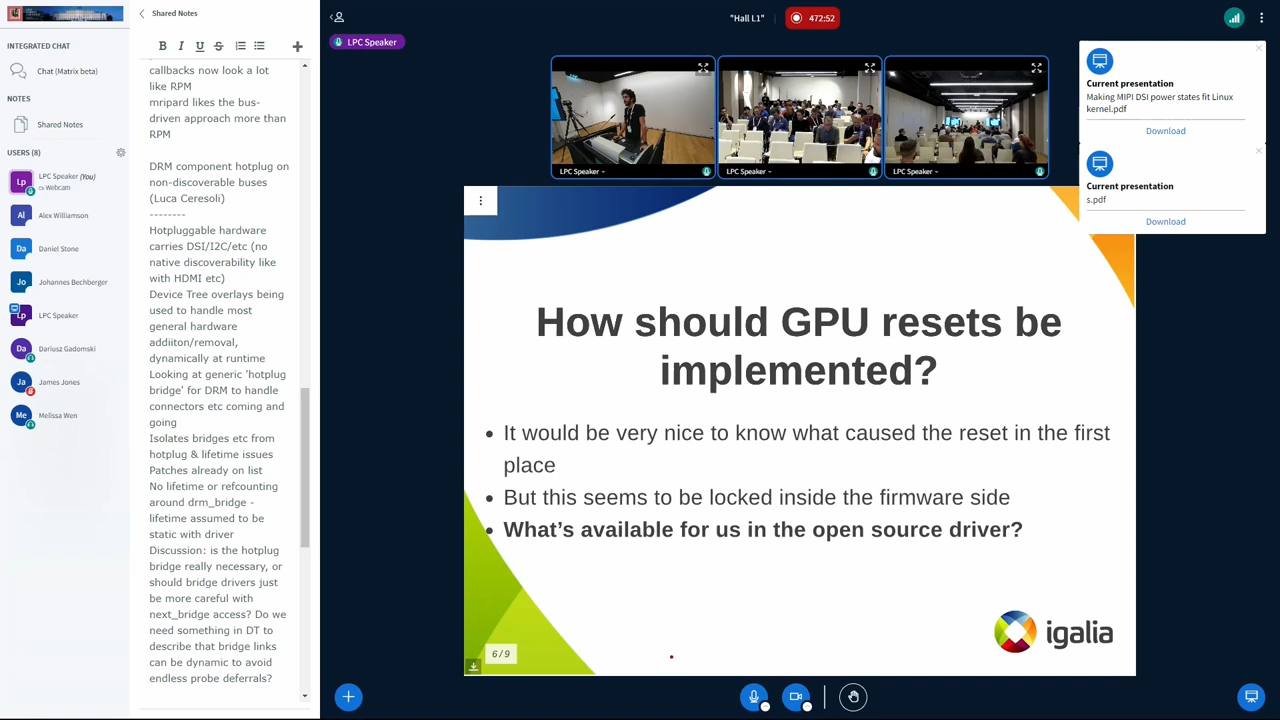 INTEGRATED CHAT
Chat (Matrix beta)
NOTES
Shared Notes
USERS (8)
Lp
LPC Speaker (You)
Webcam
Al
Alex Williamson
Da
Daniel Stone
Jo
Johannes Bechberger
Lp
LPC Speaker
Da
Dariusz Gadomski
Ja
James Jones
Me
Melissa Wen
Shared Notes
B I U S
callbacks now look a lot
like RPM
mripard likes the bus-
driven approach more than
RPM
DRM component hotplug on
non-discoverable buses
(Luca Ceresoli)
--------
Hotpluggable hardware
carries DSI/I2C/etc (no
native discoverability like
with HDMI etc)
Device Tree overlays being
used to handle most
general hardware
addiiton/removal,
dynamically at runtime
Looking at generic 'hotplug
bridge' for DRM to handle
connectors etc coming and
going
Isolates bridges etc from
hotplug & lifetime issues
Patches already on list
No lifetime or refcounting
around drm_bridge -
lifetime assumed to be
static with driver
Discussion: is the hotplug
bridge really necessary, or
should bridge drivers just
be more careful with
next_bridge access? Do we
need something in DT to
describe that bridge links
can be dynamic to avoid
endless probe deferrals?
"Hall L1"
472:52
LPC Speaker
LPC Speaker
LPC Speaker
LPC Speaker
How should GPU resets be
implemented?
• It would be very nice to know what caused the reset in the first
place
• But this seems to be locked inside the firmware side
• What's available for us in the open source driver?
igalia
6 / 9
Current presentation
Making MIPI DSI power states fit Linux
kernel.pdf
Download
Current presentation
s.pdf
Download